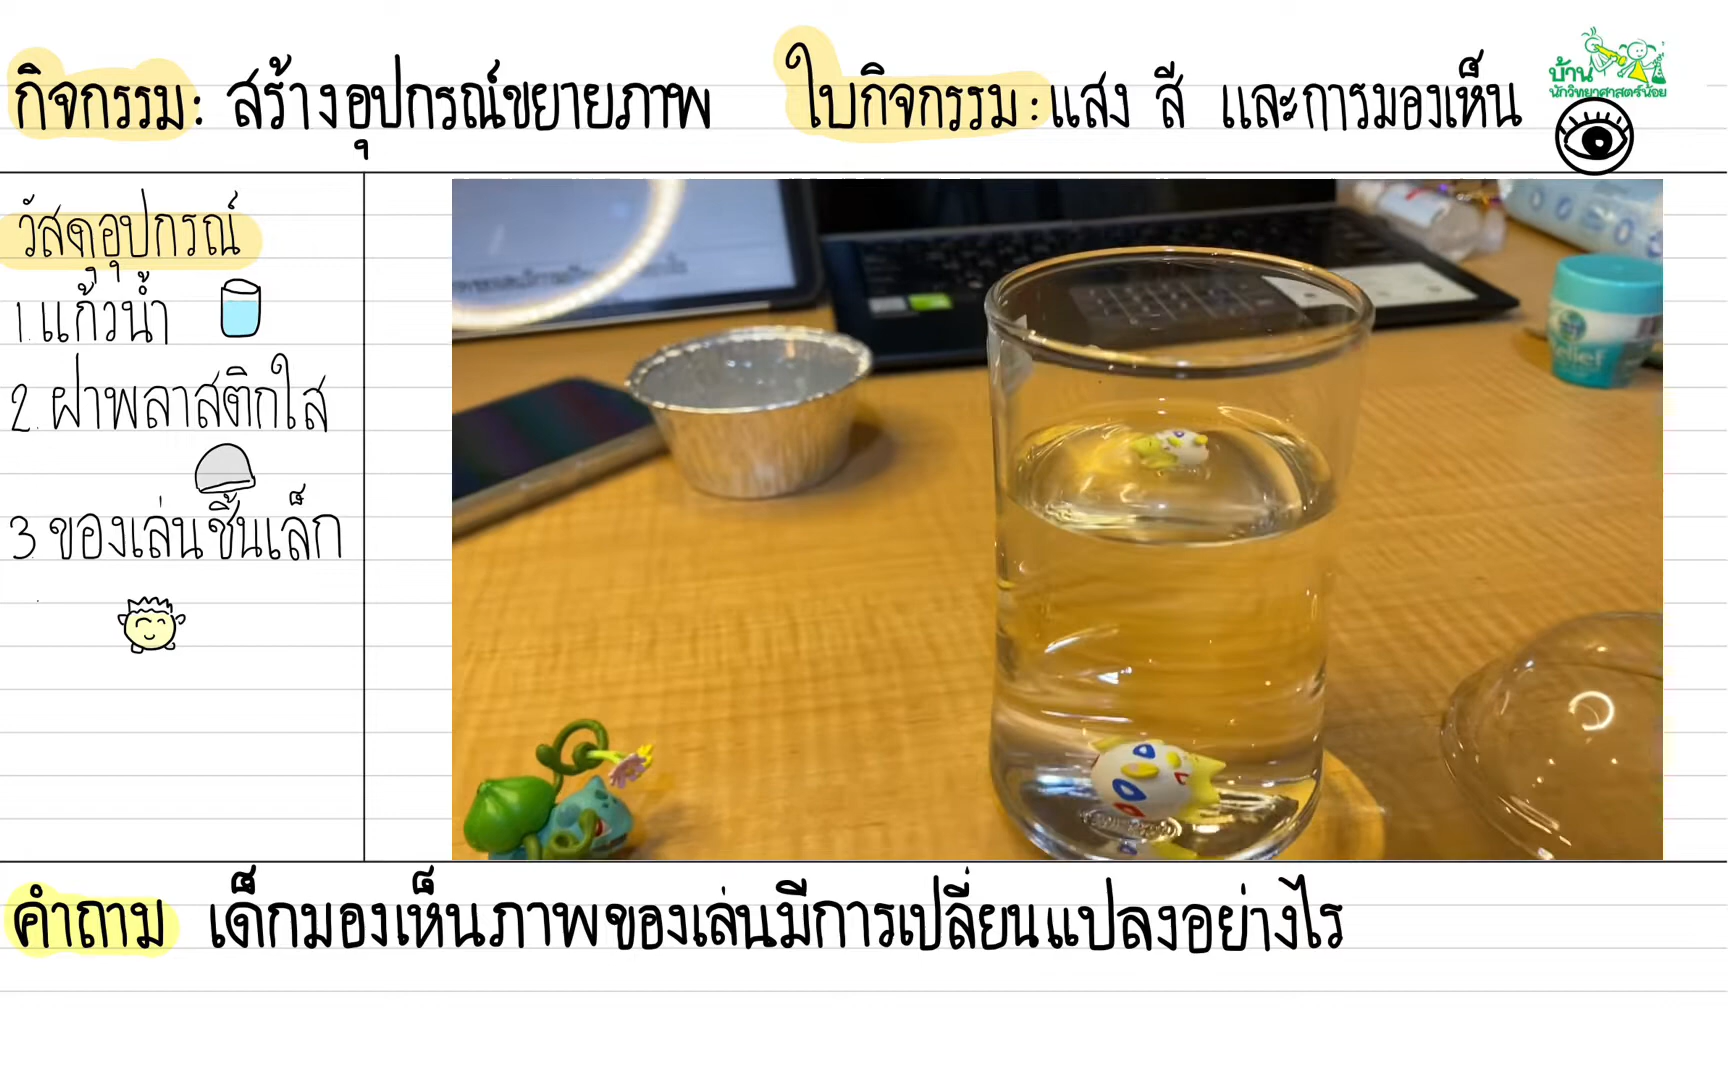 กิจกรรม: สร้างอุปกรณ์ขยายภาพ
ใบกิจกรรม: แสง สี และการมองเห็น
บ้าน
นักวิทยาศาสตร์น้อย
วัสดุอุปกรณ์
1. แก้วน้ำ
2. ฝาพลาสติกใส
3. ของเล่นชิ้นเล็ก
Relief
คำถาม เด็กมองเห็นภาพของเล่นมีการเปลี่ยนแปลงอย่างไร